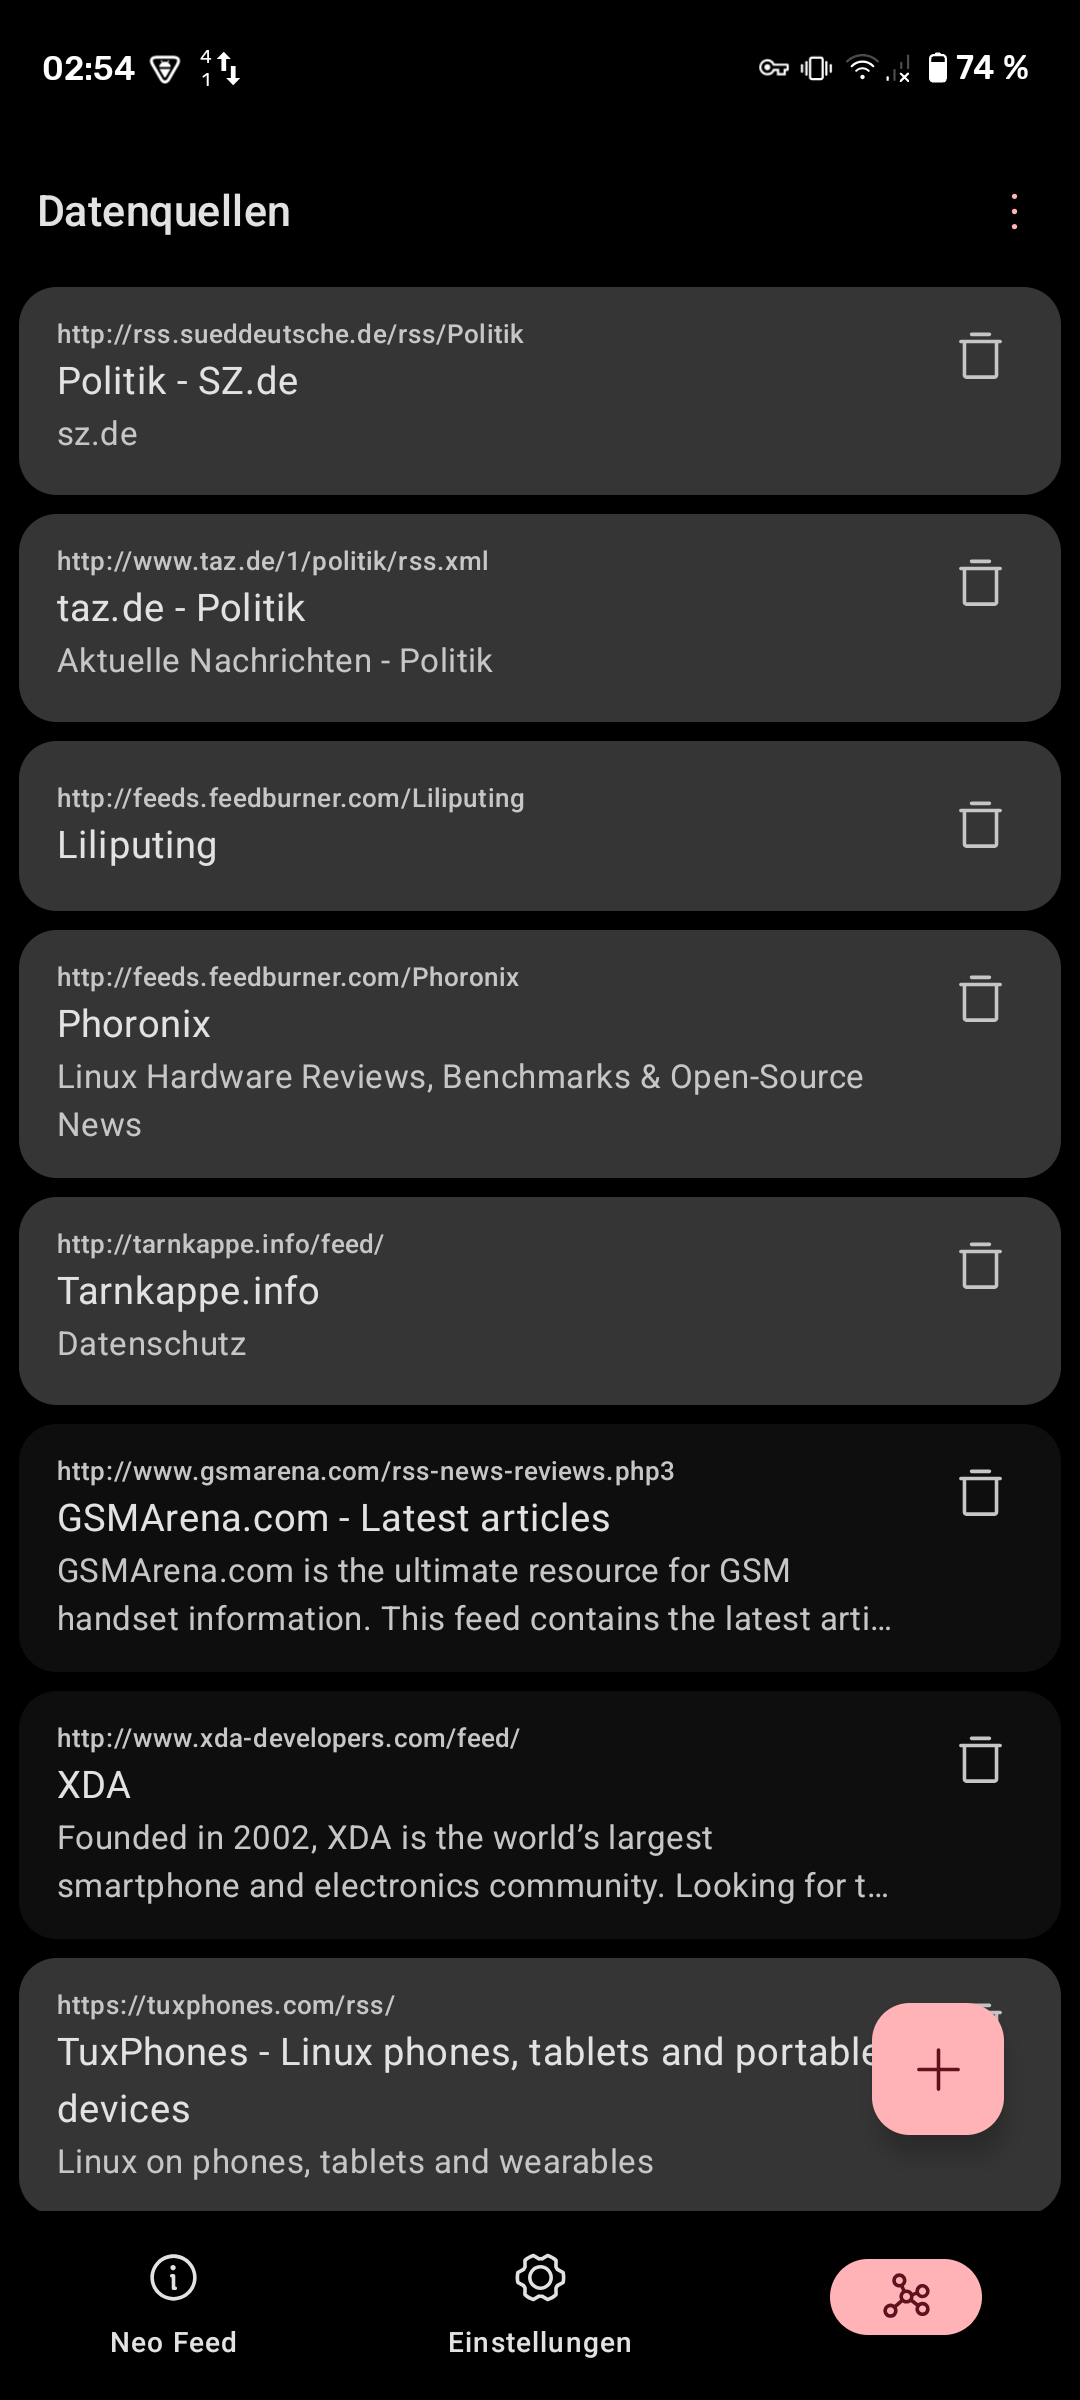 02:54
4
1
74 %
Datenquellen
http://rss.sueddeutsche.de/rss/Politik
Politik - SZ.de
sz.de
http://www.taz.de/1/politik/rss.xml
taz.de - Politik
Aktuelle Nachrichten - Politik
http://feeds.feedburner.com/Liliputing
Liliputing
http://feeds.feedburner.com/Phoronix
Phoronix
Linux Hardware Reviews, Benchmarks & Open-Source
News
http://tarnkappe.info/feed/
Tarnkappe.info
Datenschutz
http://www.gsmarena.com/rss-news-reviews.php3
GSMArena.com - Latest articles
GSMArena.com is the ultimate resource for GSM
handset information. This feed contains the latest arti…
http://www.xda-developers.com/feed/
XDA
Founded in 2002, XDA is the world’s largest
smartphone and electronics community. Looking for t…
https://tuxphones.com/rss/
TuxPhones - Linux phones, tablets and portable
devices
Linux on phones, tablets and wearables
Neo Feed
Einstellungen